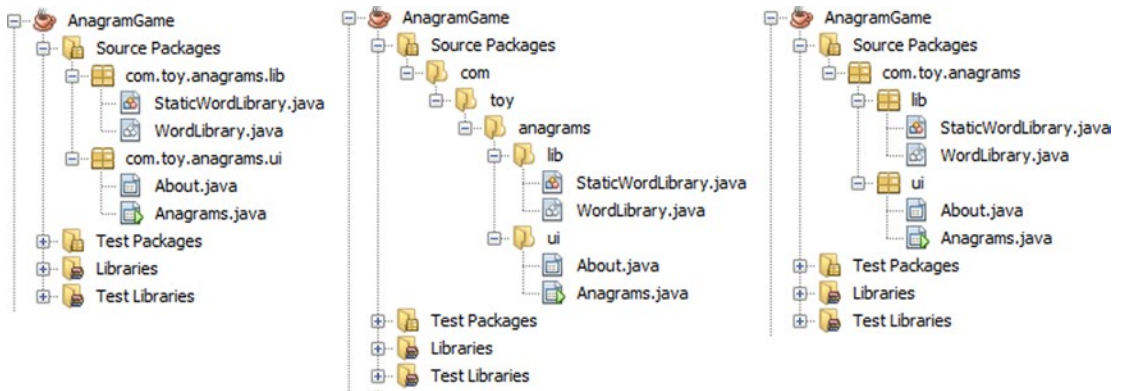 AnagramGame
Source Packages
com.toy.anagrams.lib
StaticWordLibrary.java
WordLibrary.java
com.toy.anagrams.ui
About.java
Anagrams.java
Test Packages
Libraries
Test Libraries
AnagramGame
Source Packages
com
toy
anagrams
lib
StaticWordLibrary.java
WordLibrary.java
ui
About.java
Anagrams.java
Test Packages
Libraries
Test Libraries
AnagramGame
Source Packages
com.toy.anagrams
lib
StaticWordLibrary.java
WordLibrary.java
ui
About.java
Anagrams.java
Test Packages
Libraries
Test Libraries